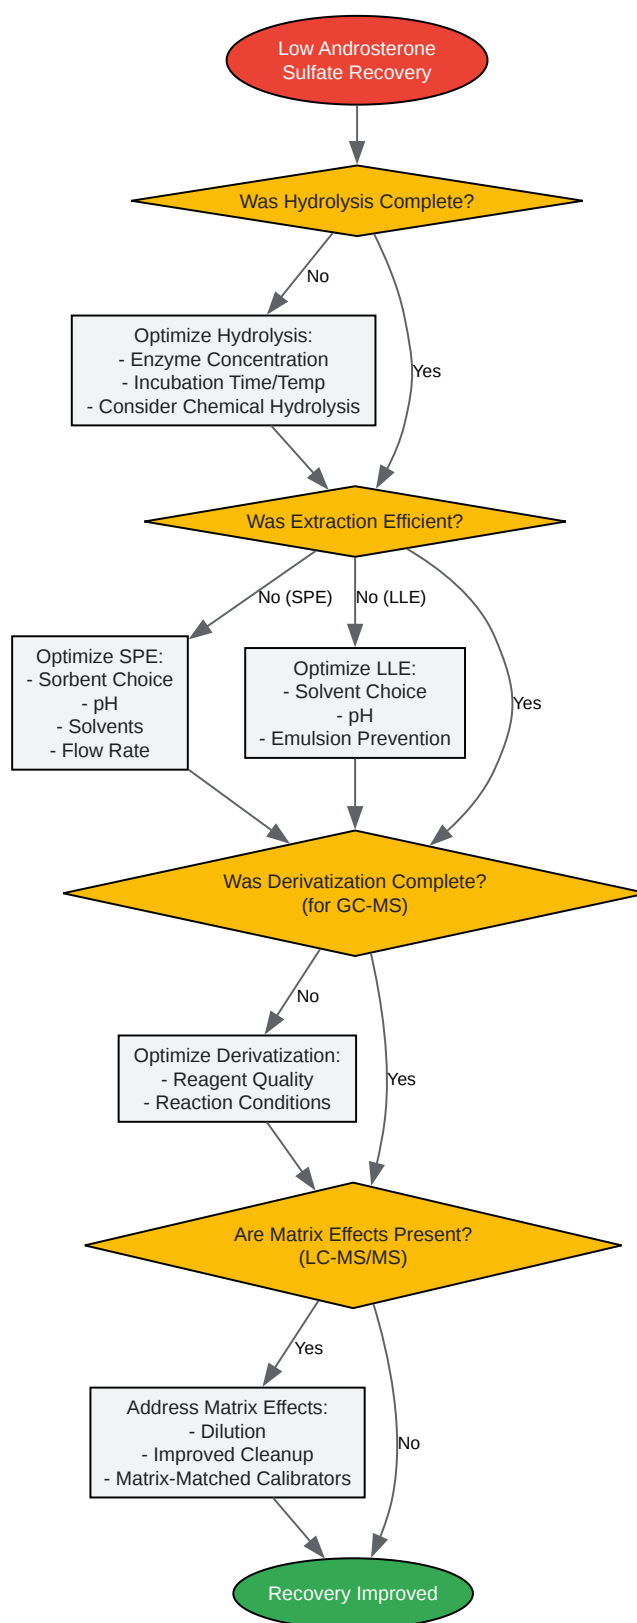 Low Androsterone
Sulfate Recovery
Was Hydrolysis Complete?
No
Optimize Hydrolysis:
- Enzyme Concentration
- Incubation Time/Temp
- Consider Chemical Hydrolysis
Yes
Was Extraction Efficient?
No (SPE)
No (LLE)
Optimize SPE:
- Sorbent Choice
- pH
- Solvents
- Flow Rate
Optimize LLE:
- Solvent Choice
- pH
- Emulsion Prevention
Yes
Was Derivatization Complete?
(for GC-MS)
No
Optimize Derivatization:
- Reagent Quality
- Reaction Conditions
Yes
Are Matrix Effects Present?
(LC-MS/MS)
Yes
Address Matrix Effects:
- Dilution
- Improved Cleanup
- Matrix-Matched Calibrators
No
Recovery Improved